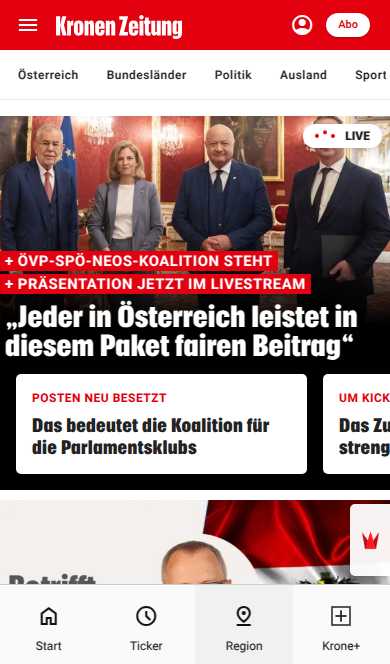 Kronen Zeitung
Abo
Österreich Bundesländer Politik Ausland Sport
LIVE
+ ÖVP-SPÖ-NEOS-KOALITION STEHT
+ PRÄSENTATION JETZT IM LIVESTREAM
„Jeder in Österreich leistet in
diesem Paket fairen Beitrag“
POSTEN NEU BESETZT
Das bedeutet die Koalition für
die Parlamentsklubs
UM KICK
Das Zu
streng
Betrifft
Start Ticker Region Krone+